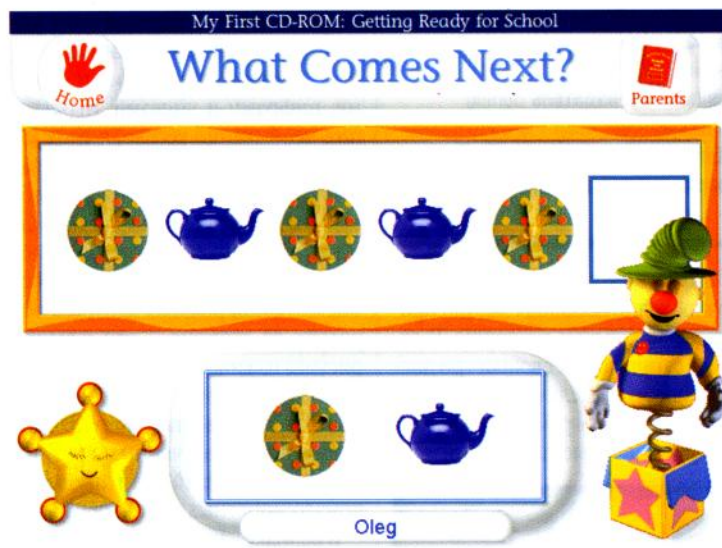 My First CD-ROM: Getting Ready for School
What Comes Next?
Home
Parents
Oleg